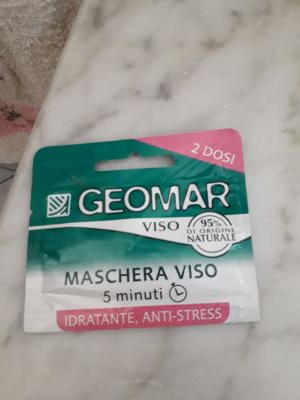 2 DOSI
GEOMAR
VISO
95%
DI ORIGINE
NATURALE
MASCHERA VISO
5 minuti
IDRATANTE, ANTI-STRESS